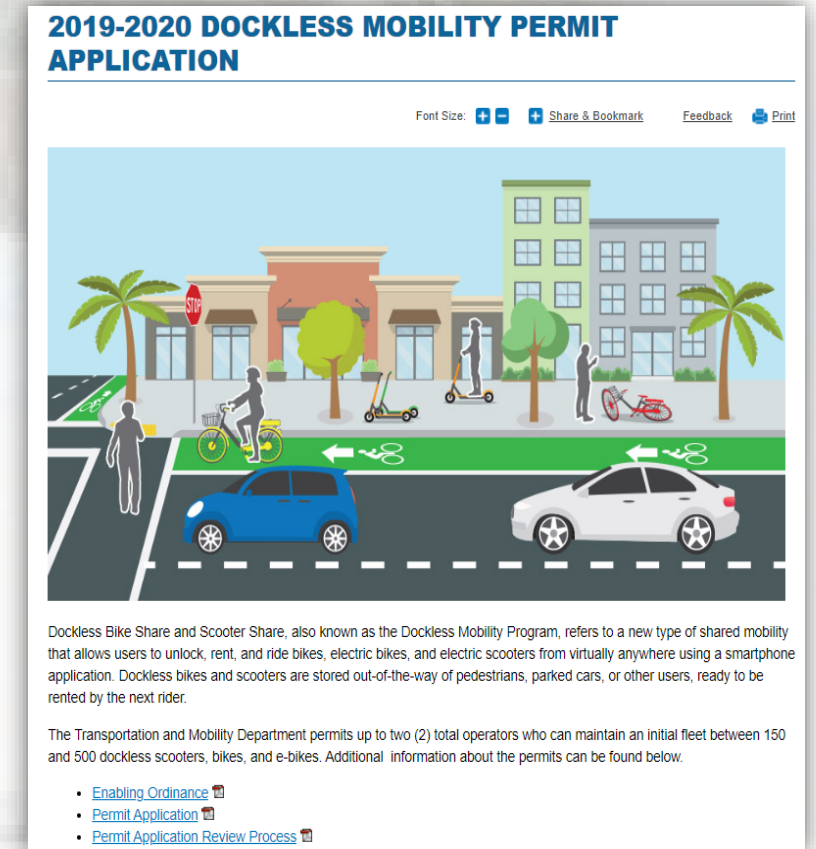 2019-2020 DOCKLESS MOBILITY PERMIT
APPLICATION
Font Size: Share & Bookmark Feedback Print
STOP
Dockless Bike Share and Scooter Share, also known as the Dockless Mobility Program, refers to a new type of shared mobility
that allows users to unlock, rent, and ride bikes, electric bikes, and electric scooters from virtually anywhere using a smartphone
application. Dockless bikes and scooters are stored out-of-the-way of pedestrians, parked cars, or other users, ready to be
rented by the next rider.
The Transportation and Mobility Department permits up to two (2) total operators who can maintain an initial fleet between 150
and 500 dockless scooters, bikes, and e-bikes. Additional information about the permits can be found below.
• Enabling Ordinance
• Permit Application
• Permit Application Review Process